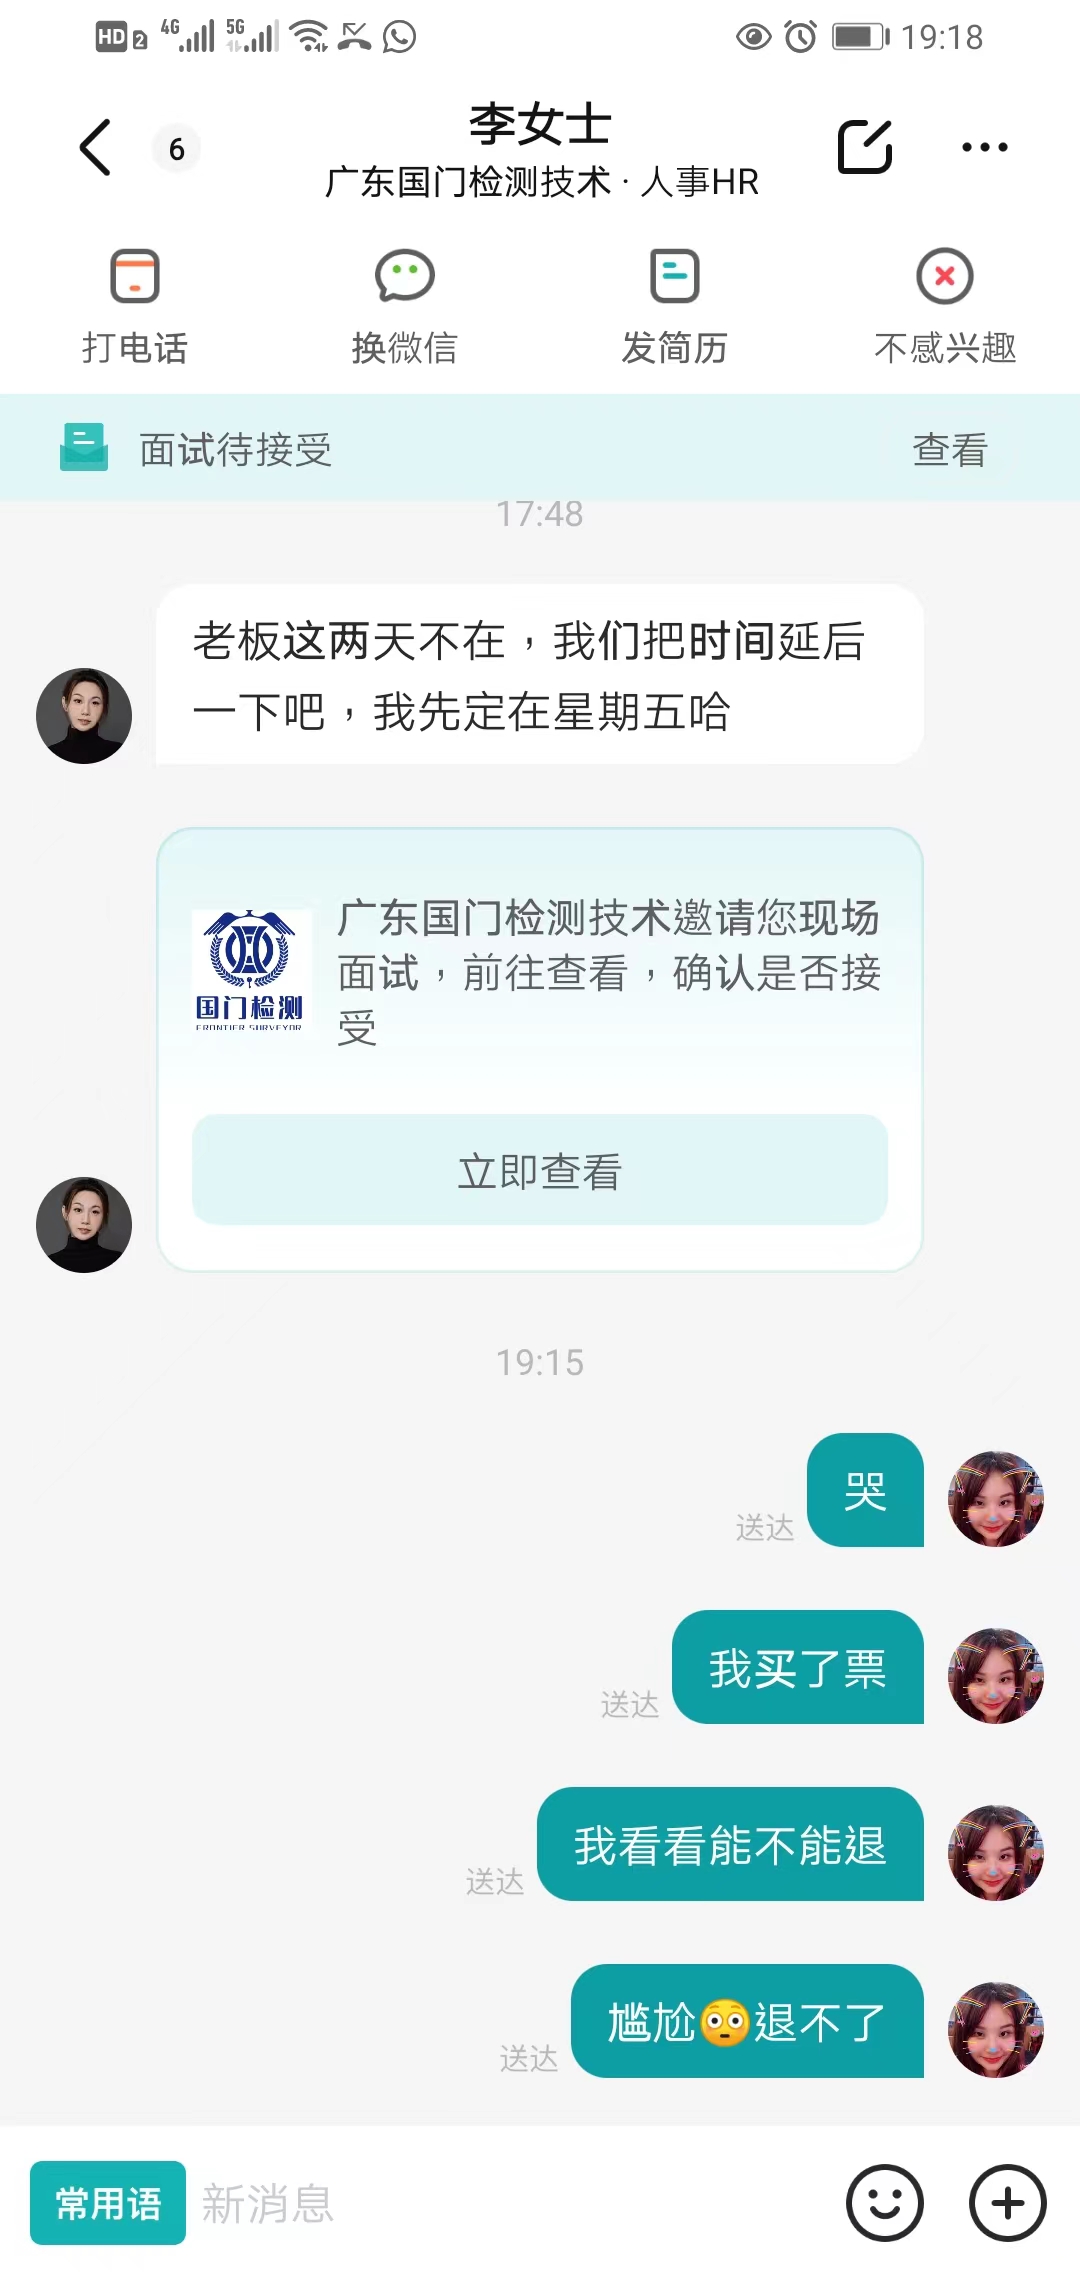 HD 2 4G 5G 19:18
6
李女士
广东国门检测技术 · 人事HR
打电话 换微信 发简历 不感兴趣
面试待接受 查看
17:48
老板这两天不在，我们把时间延后
一下吧，我先定在星期五哈
广东国门检测技术邀请您现场
面试，前往查看，确认是否接
受
国门检测
FRONTIER SURVEYOR
立即查看
19:15
送达 哭
送达 我买了票
送达 我看看能不能退
送达 尴尬😳退不了
常用语 新消息